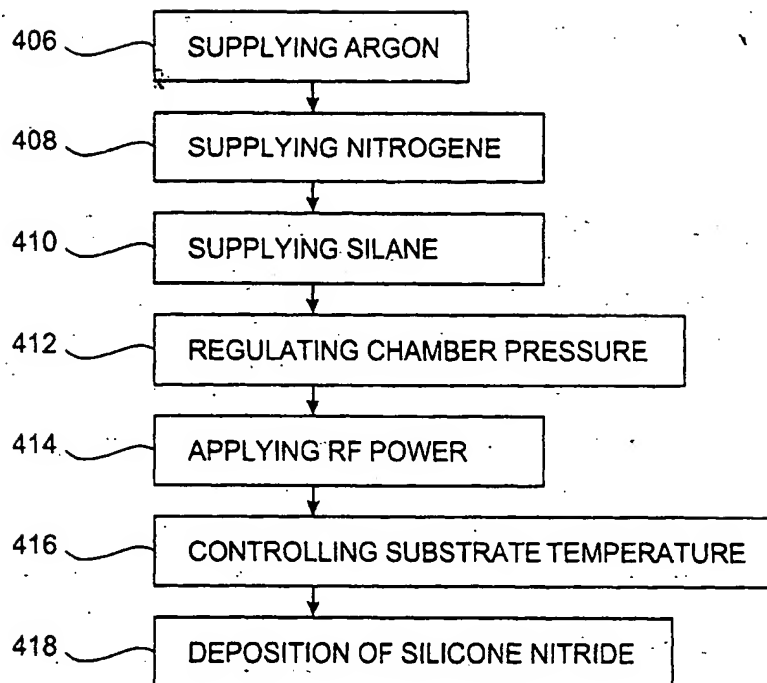 406 SUPPLYING ARGON
408 SUPPLYING NITROGENE
410 SUPPLYING SILANE
412 REGULATING CHAMBER PRESSURE
414 APPLYING RF POWER
416 CONTROLLING SUBSTRATE TEMPERATURE
418 DEPOSITION OF SILICONE NITRIDE